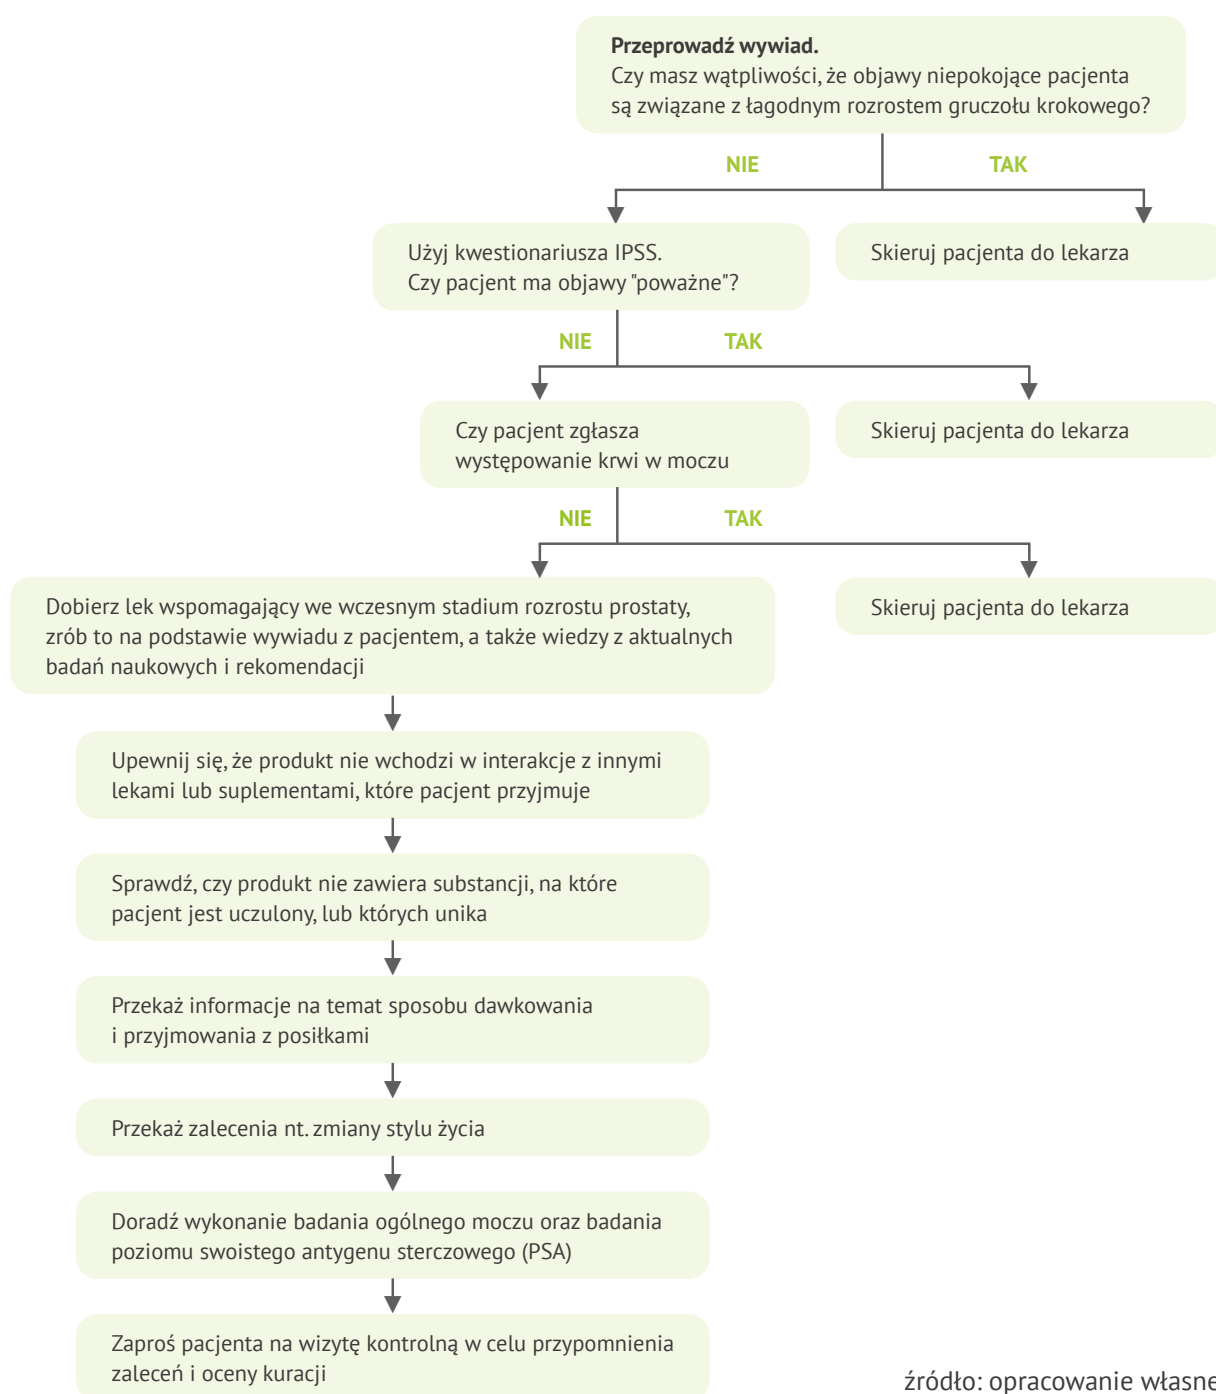 Przeprowadź wywiad.
Czy masz wątpliwości, że objawy niepokojące pacjenta
są związane z łagodnym rozrostem gruczołu krokowego?
NIE
TAK
Użyj kwestionariusza IPSS.
Czy pacjent ma objawy "poważne"?
Skieruj pacjenta do lekarza
NIE
TAK
Czy pacjent zgłasza
występowanie krwi w moczu
Skieruj pacjenta do lekarza
NIE
TAK
Dobierz lek wspomagający we wczesnym stadium rozrostu prostaty,
zrób to na podstawie wywiadu z pacjentem, a także wiedzy z aktualnych
badań naukowych i rekomendacji
Skieruj pacjenta do lekarza
Upewnij się, że produkt nie wchodzi w interakcje z innymi
lekami lub suplementami, które pacjent przyjmuje
Sprawdź, czy produkt nie zawiera substancji, na które
pacjent jest uczulony, lub których unika
Przekaż informacje na temat sposobu dawkowania
i przyjmowania z posiłkami
Przekaż zalecenia nt. zmiany stylu życia
Doradź wykonanie badania ogólnego moczu oraz badania
poziomu swoistego antygenu sterczowego (PSA)
Zaproś pacjenta na wizytę kontrolną w celu przypomnienia
zaleceń i oceny kuracji
źródło: opracowanie własne